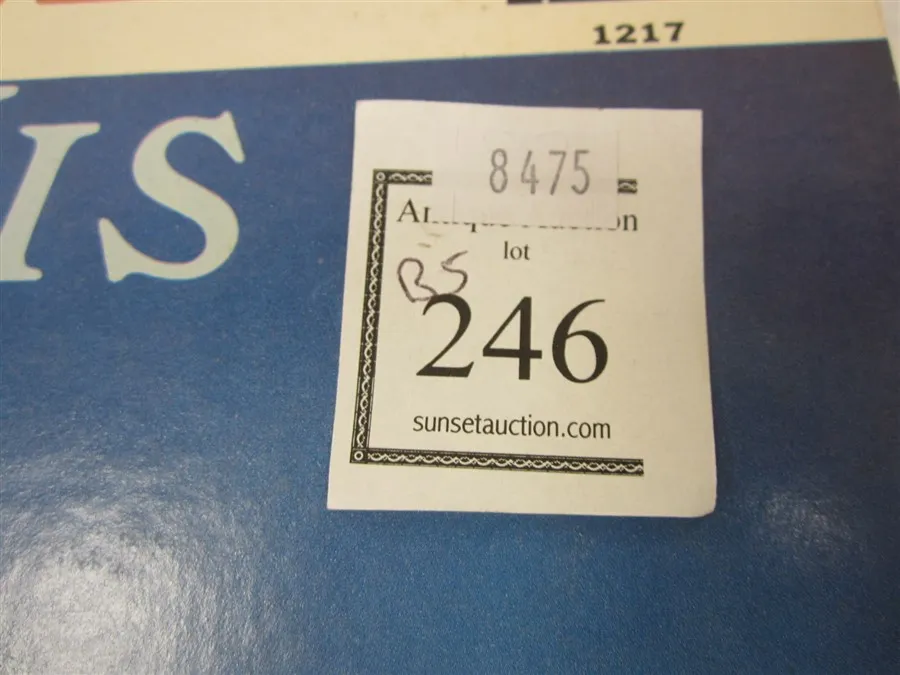 1217
IS
8475
lot
BS
246
sunsetauction.com